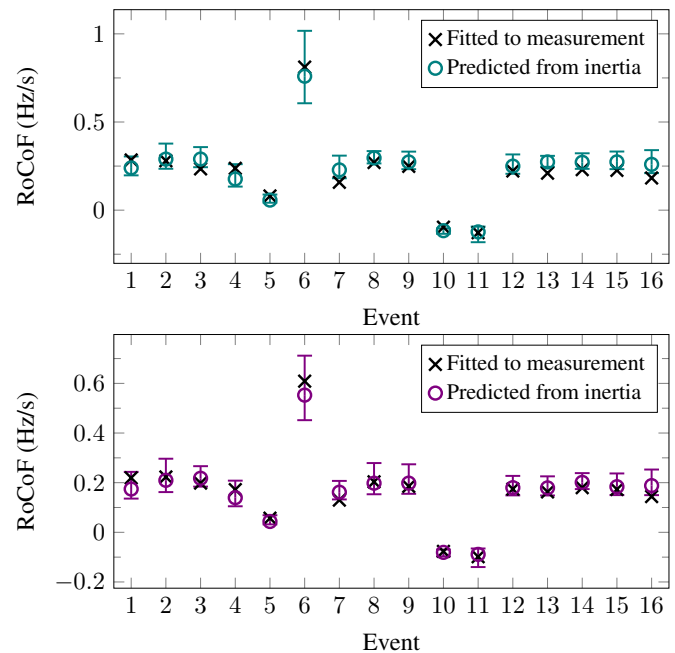 1
0.5
0
RoCoF (Hz/s)
Fitted to measurement
Predicted from inertia
1 2 3 4 5 6 7 8 9 10 11 12 13 14 15 16
Event
0.6
0.4
0.2
0
−0.2
RoCoF (Hz/s)
Fitted to measurement
Predicted from inertia
1 2 3 4 5 6 7 8 9 10 11 12 13 14 15 16
Event